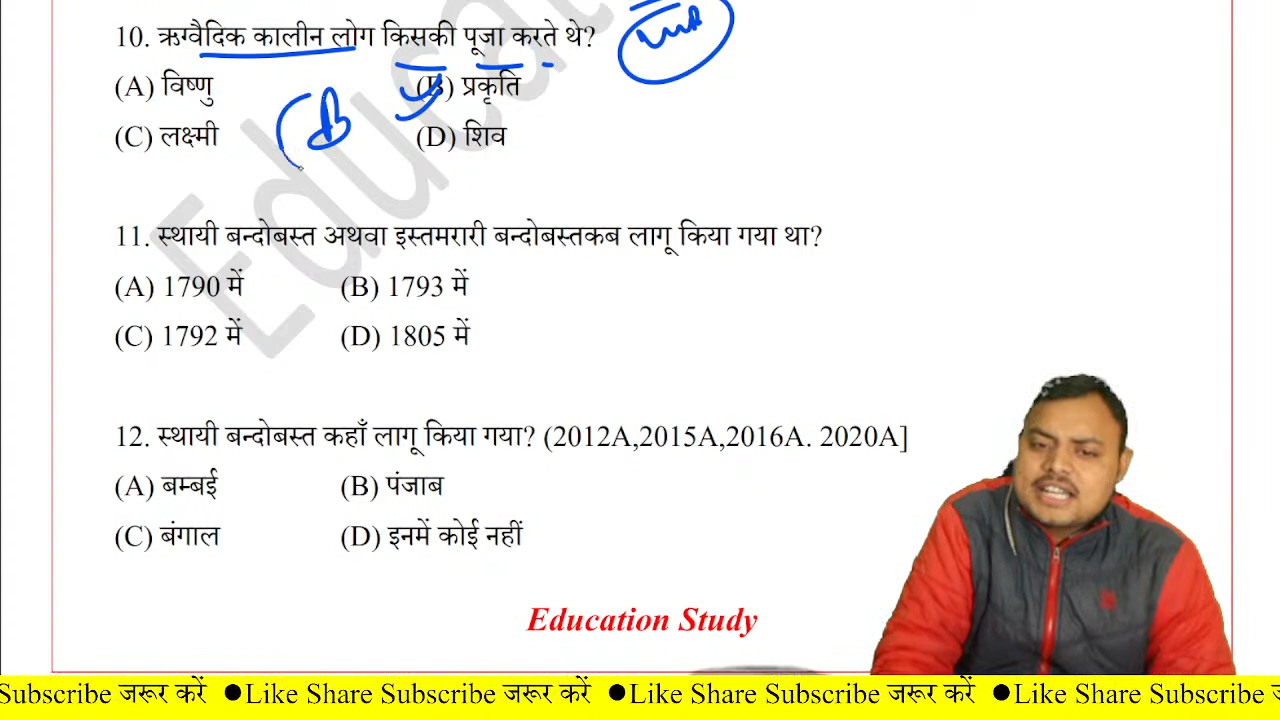 10. ऋग्वैदिक कालीन लोग किसकी पूजा करते थे?
(A) विष्णु (B) प्रकृति
(C) लक्ष्मी B (D) शिव
11. स्थायी बन्दोबस्त अथवा इस्तमरारी बन्दोबस्तकब लागू किया गया था?
(A) 1790 में (B) 1793 में
(C) 1792 में (D) 1805 में
12. स्थायी बन्दोबस्त कहाँ लागू किया गया? (2012A,2015A,2016A. 2020A]
(A) बम्बई (B) पंजाब
(C) बंगाल (D) इनमें कोई नहीं
Education Study
Subscribe जरूर करें ●Like Share Subscribe जरूर करें ●Like Share Subscribe जरूर करें ●Like Share Subscribe